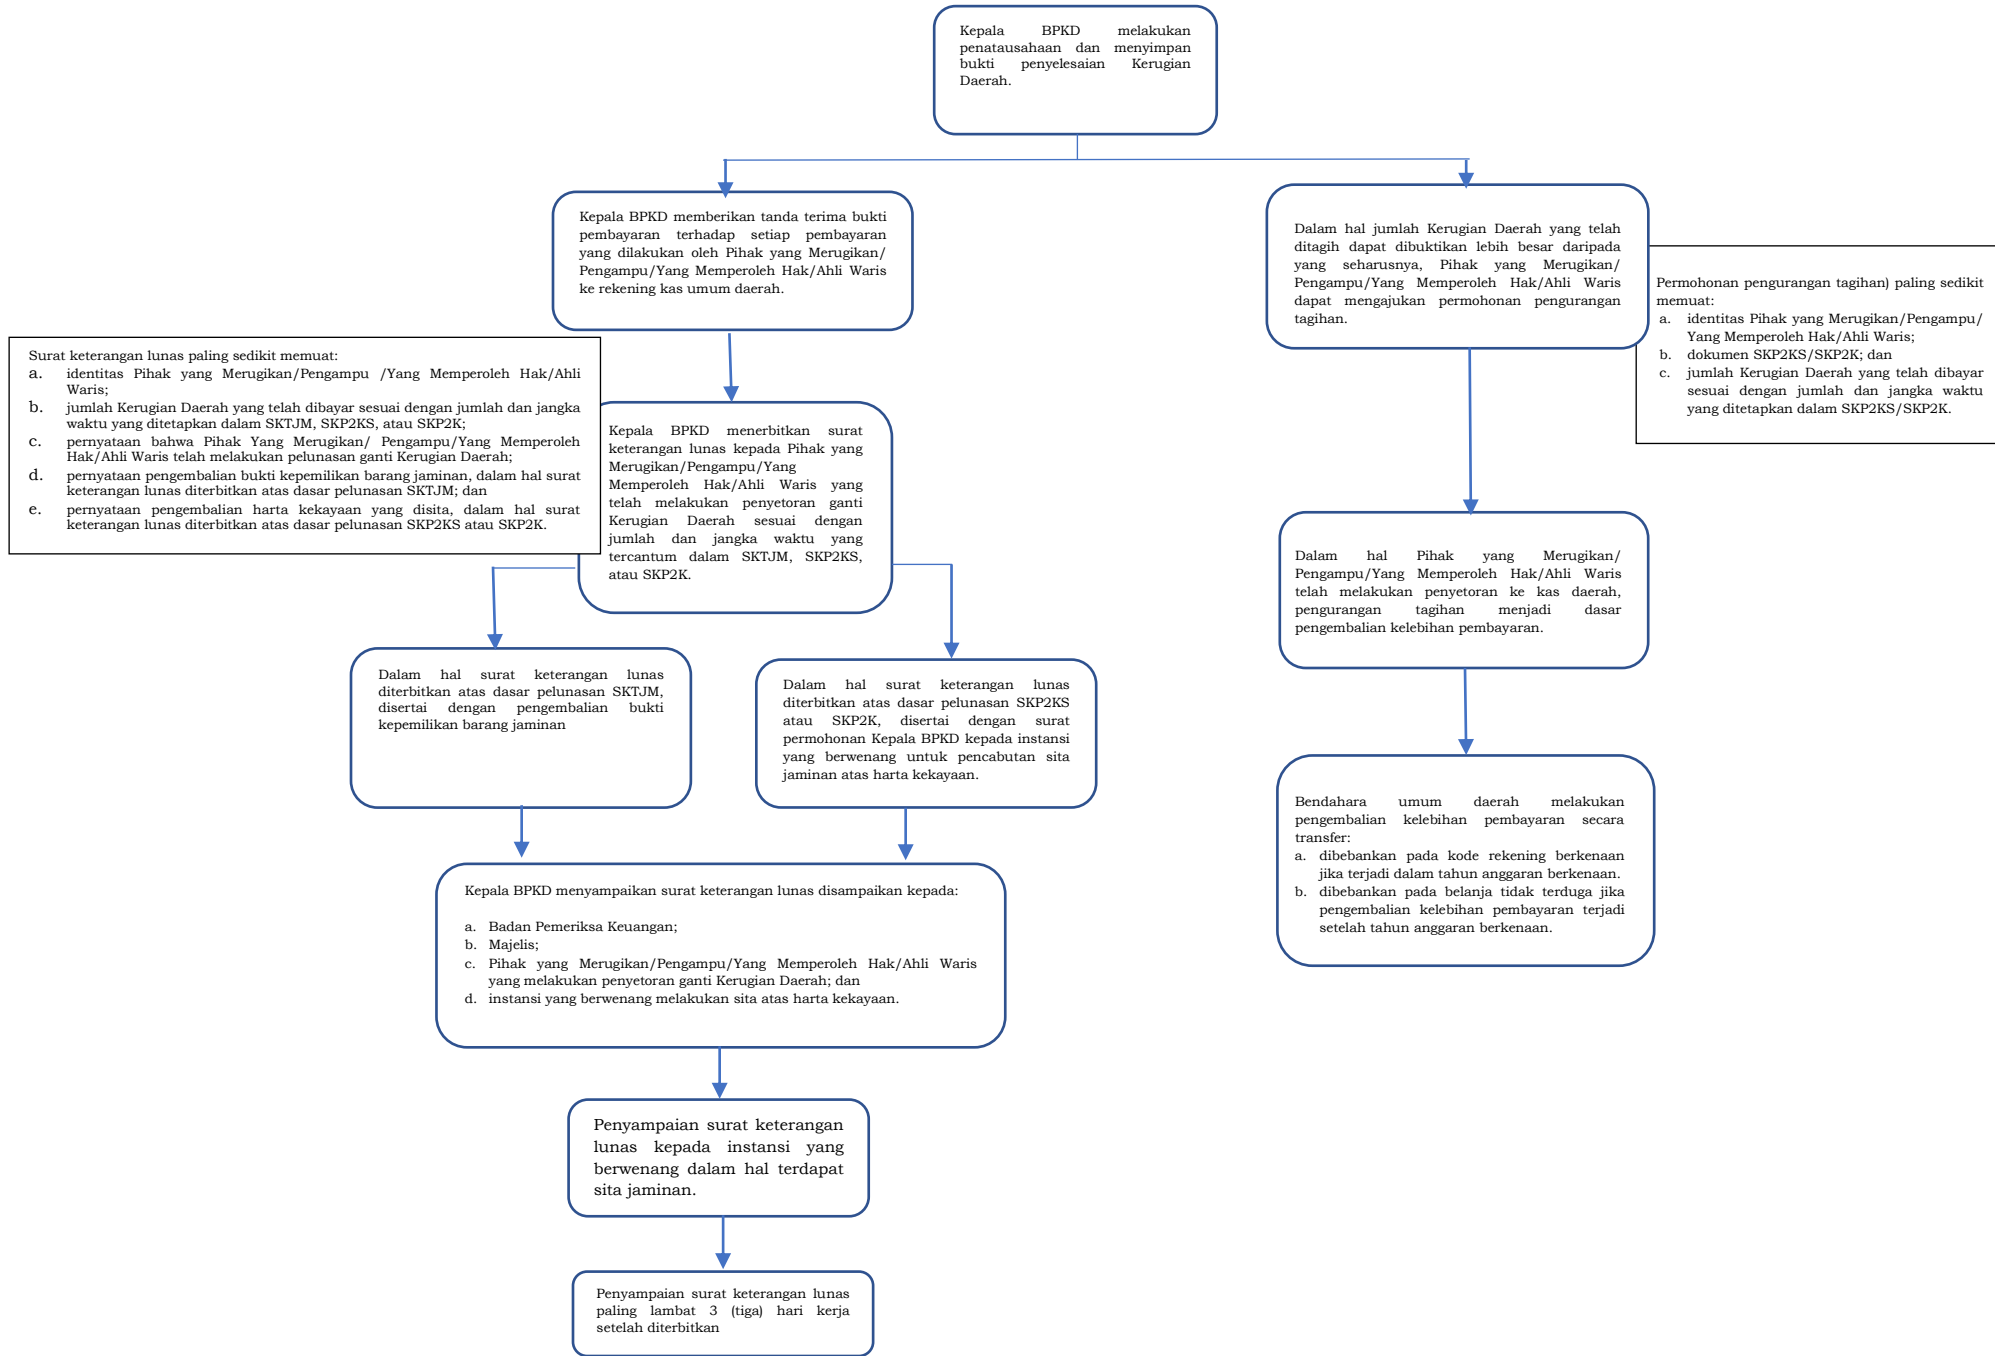 Kepala BPKD melakukan
penatausahaan dan menyimpan
bukti penyelesaian Kerugian
Daerah.
Kepala BPKD memberikan tanda terima bukti
pembayaran terhadap setiap pembayaran
yang dilakukan oleh Pihak yang Merugikan/
Pengampu/Yang Memperoleh Hak/Ahli Waris
ke rekening kas umum daerah.
Dalam hal jumlah Kerugian Daerah yang telah
ditagih dapat dibuktikan lebih besar daripada
yang seharusnya, Pihak yang Merugikan/
Pengampu/Yang Memperoleh Hak/Ahli Waris
dapat mengajukan permohonan pengurangan
tagihan.
Permohonan pengurangan tagihan) paling sedikit
memuat:
a. identitas Pihak yang Merugikan/Pengampu/
Yang Memperoleh Hak/Ahli Waris;
b. dokumen SKP2KS/SKP2K; dan
c. jumlah Kerugian Daerah yang telah dibayar
sesuai dengan jumlah dan jangka waktu
yang ditetapkan dalam SKP2KS/SKP2K.
Surat keterangan lunas paling sedikit memuat:
a. identitas Pihak yang Merugikan/Pengampu /Yang Memperoleh Hak/Ahli
Waris;
b. jumlah Kerugian Daerah yang telah dibayar sesuai dengan jumlah dan jangka
waktu yang ditetapkan dalam SKTJM, SKP2KS, atau SKP2K;
c. pernyataan bahwa Pihak Yang Merugikan/ Pengampu/Yang Memperoleh
Hak/Ahli Waris telah melakukan pelunasan ganti Kerugian Daerah;
d. pernyataan pengembalian bukti kepemilikan barang jaminan, dalam hal surat
keterangan lunas diterbitkan atas dasar pelunasan SKTJM; dan
e. pernyataan pengembalian harta kekayaan yang disita, dalam hal surat
keterangan lunas diterbitkan atas dasar pelunasan SKP2KS atau SKP2K.
Kepala BPKD menerbitkan surat
keterangan lunas kepada Pihak yang
Merugikan/Pengampu/Yang
Memperoleh Hak/Ahli Waris yang
telah melakukan penyetoran ganti
Kerugian Daerah sesuai dengan
jumlah dan jangka waktu yang
tercantum dalam SKTJM, SKP2KS,
atau SKP2K.
Dalam hal Pihak yang Merugikan/
Pengampu/Yang Memperoleh Hak/Ahli Waris
telah melakukan penyetoran ke kas daerah,
pengurangan tagihan menjadi dasar
pengembalian kelebihan pembayaran.
Dalam hal surat keterangan lunas
diterbitkan atas dasar pelunasan SKTJM,
disertai dengan pengembalian bukti
kepemilikan barang jaminan
Dalam hal surat keterangan lunas
diterbitkan atas dasar pelunasan SKP2KS
atau SKP2K, disertai dengan surat
permohonan Kepala BPKD kepada instansi
yang berwenang untuk pencabutan sita
jaminan atas harta kekayaan.
Bendahara umum daerah melakukan
pengembalian kelebihan pembayaran secara
transfer:
a. dibebankan pada kode rekening berkenaan
jika terjadi dalam tahun anggaran berkenaan.
b. dibebankan pada belanja tidak terduga jika
pengembalian kelebihan pembayaran terjadi
setelah tahun anggaran berkenaan.
Kepala BPKD menyampaikan surat keterangan lunas disampaikan kepada:
a. Badan Pemeriksa Keuangan;
b. Majelis;
c. Pihak yang Merugikan/Pengampu/Yang Memperoleh Hak/Ahli Waris
yang melakukan penyetoran ganti Kerugian Daerah; dan
d. instansi yang berwenang melakukan sita atas harta kekayaan.
Penyampaian surat keterangan
lunas kepada instansi yang
berwenang dalam hal terdapat
sita jaminan.
Penyampaian surat keterangan lunas
paling lambat 3 (tiga) hari kerja
setelah diterbitkan